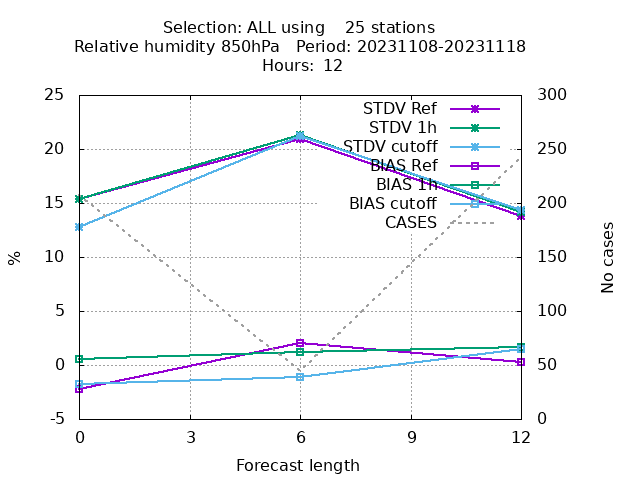 Selection: ALL using    25 stations
Relative humidity 850hPa   Period: 20231108-20231118
Hours:  12
25
20
15
10
5
0
-5
%
0
3
6
9
12
Forecast length
300
250
200
150
100
50
0
No cases
STDV Ref
STDV 1h
STDV cutoff
BIAS Ref
BIAS 1h
BIAS cutoff
CASES